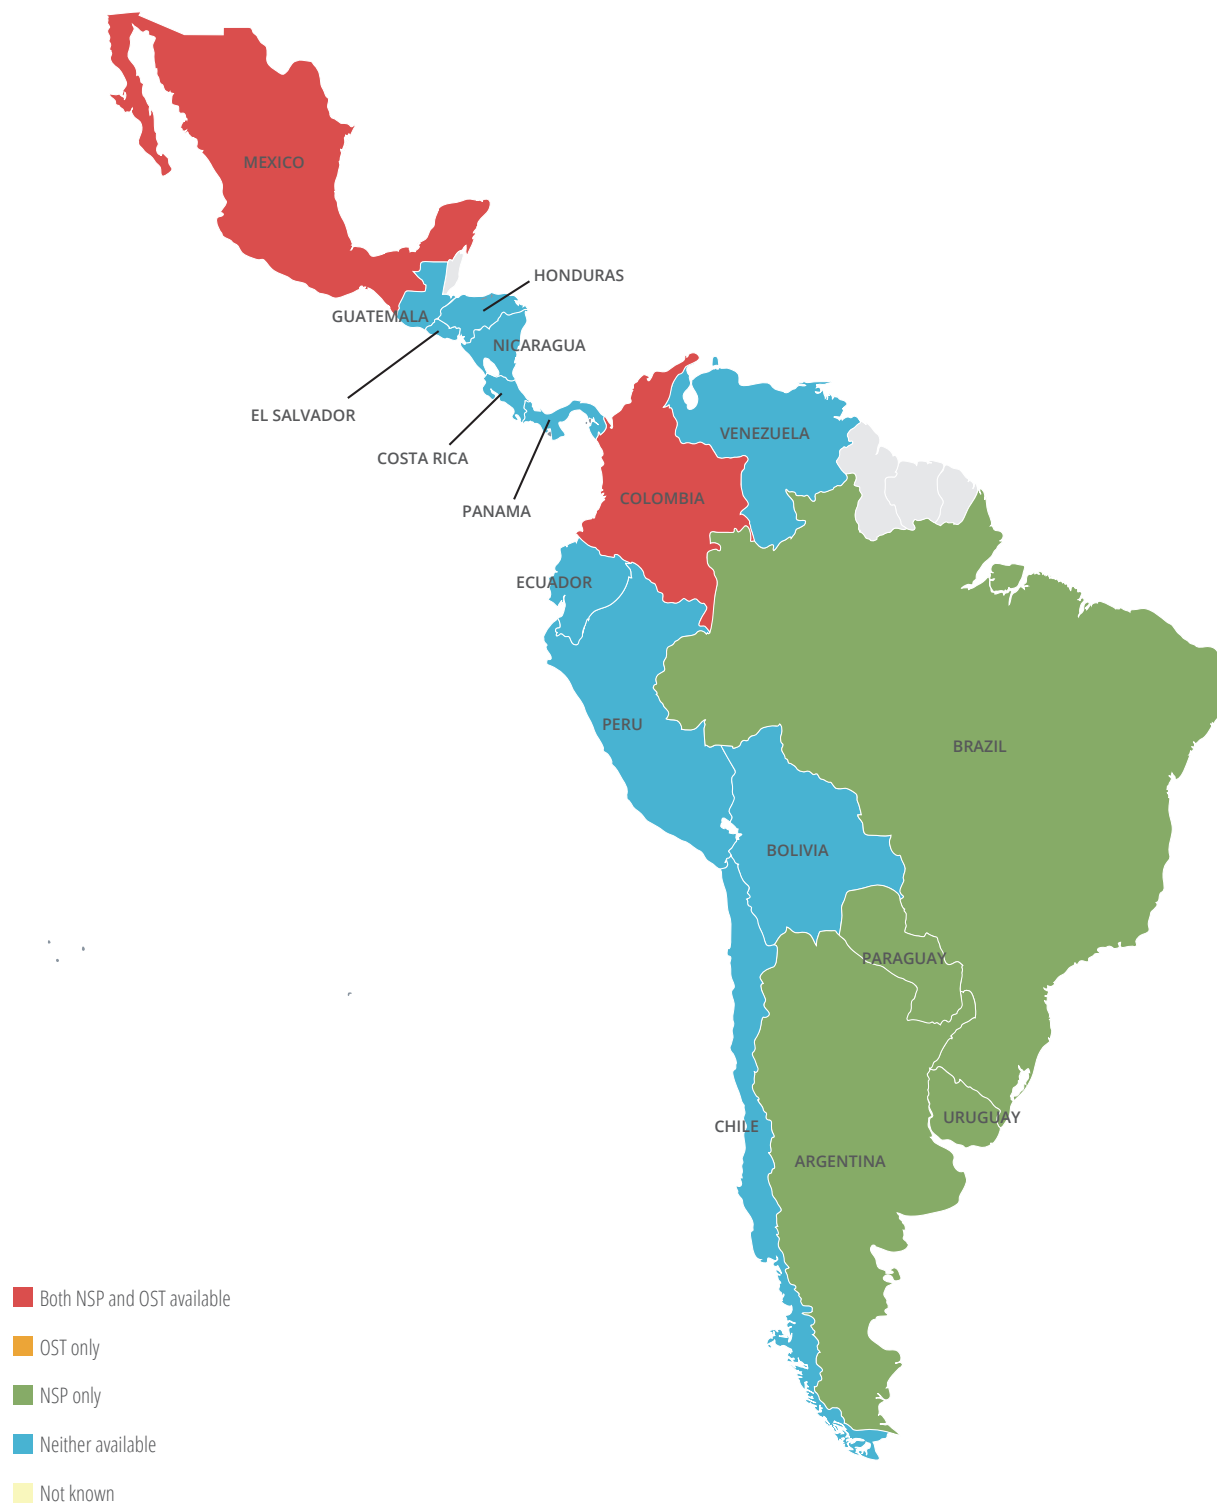 MEXICO
HONDURAS
GUATEMALA
NICARAGUA
EL SALVADOR
COSTA RICA
PANAMA
VENEZUELA
COLOMBIA
ECUADOR
PERU
BRAZIL
BOLIVIA
PARAGUAY
URUGUAY
CHILE
ARGENTINA
Both NSP and OST available
OST only
NSP only
Neither available
Not known